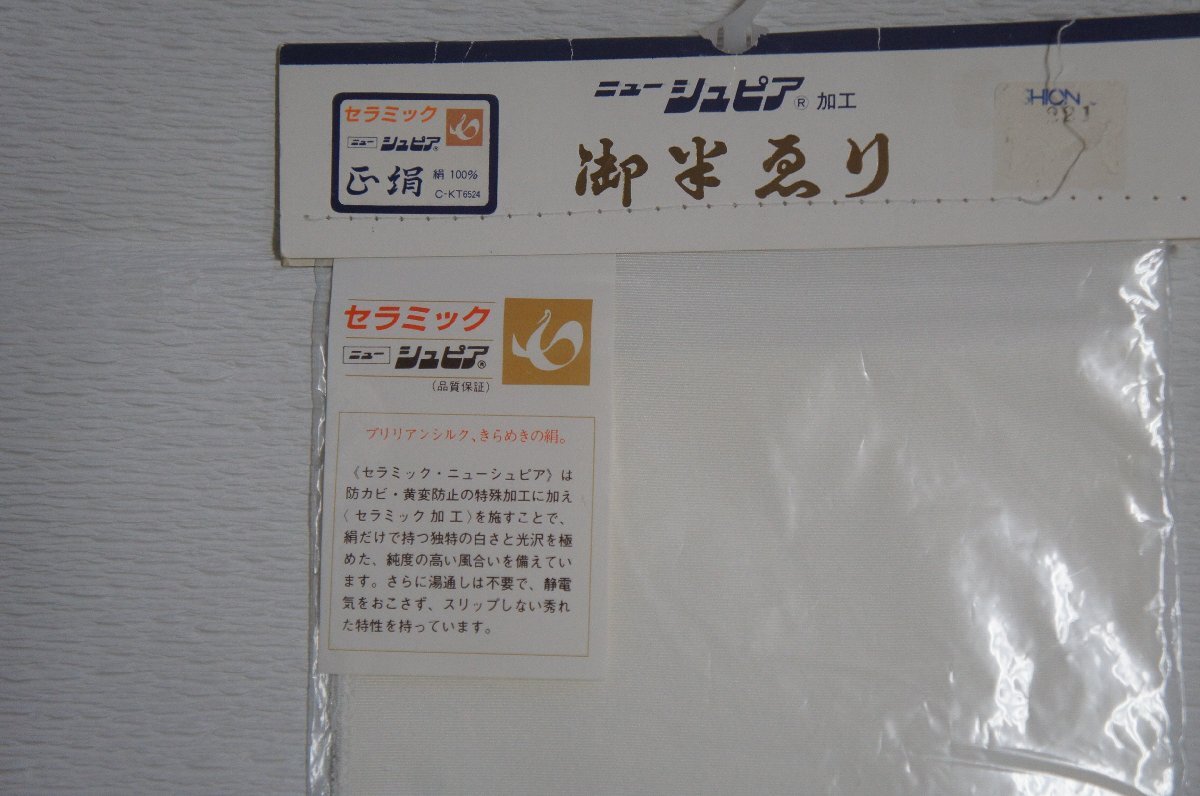 ニューシュピア® 加工
御半ゑり
セラミック
ニュー シュピア®
正絹 絹 100%
C-KT6524
HION
セラミック
ニュー シュピア®
(品質保証)
ブリリアンシルク、きらめきの絹。
《セラミック・ニューシュピア》は
防カビ・黄変防止の特殊加工に加え
〈セラミック加工〉を施すことで、
絹だけで持つ独特の白さと光沢を極
めた、純度の高い風合いを備えてい
ます。さらに湯通しは不要で、静電
気をおこさず、スリップしない秀れ
た特性を持っています。